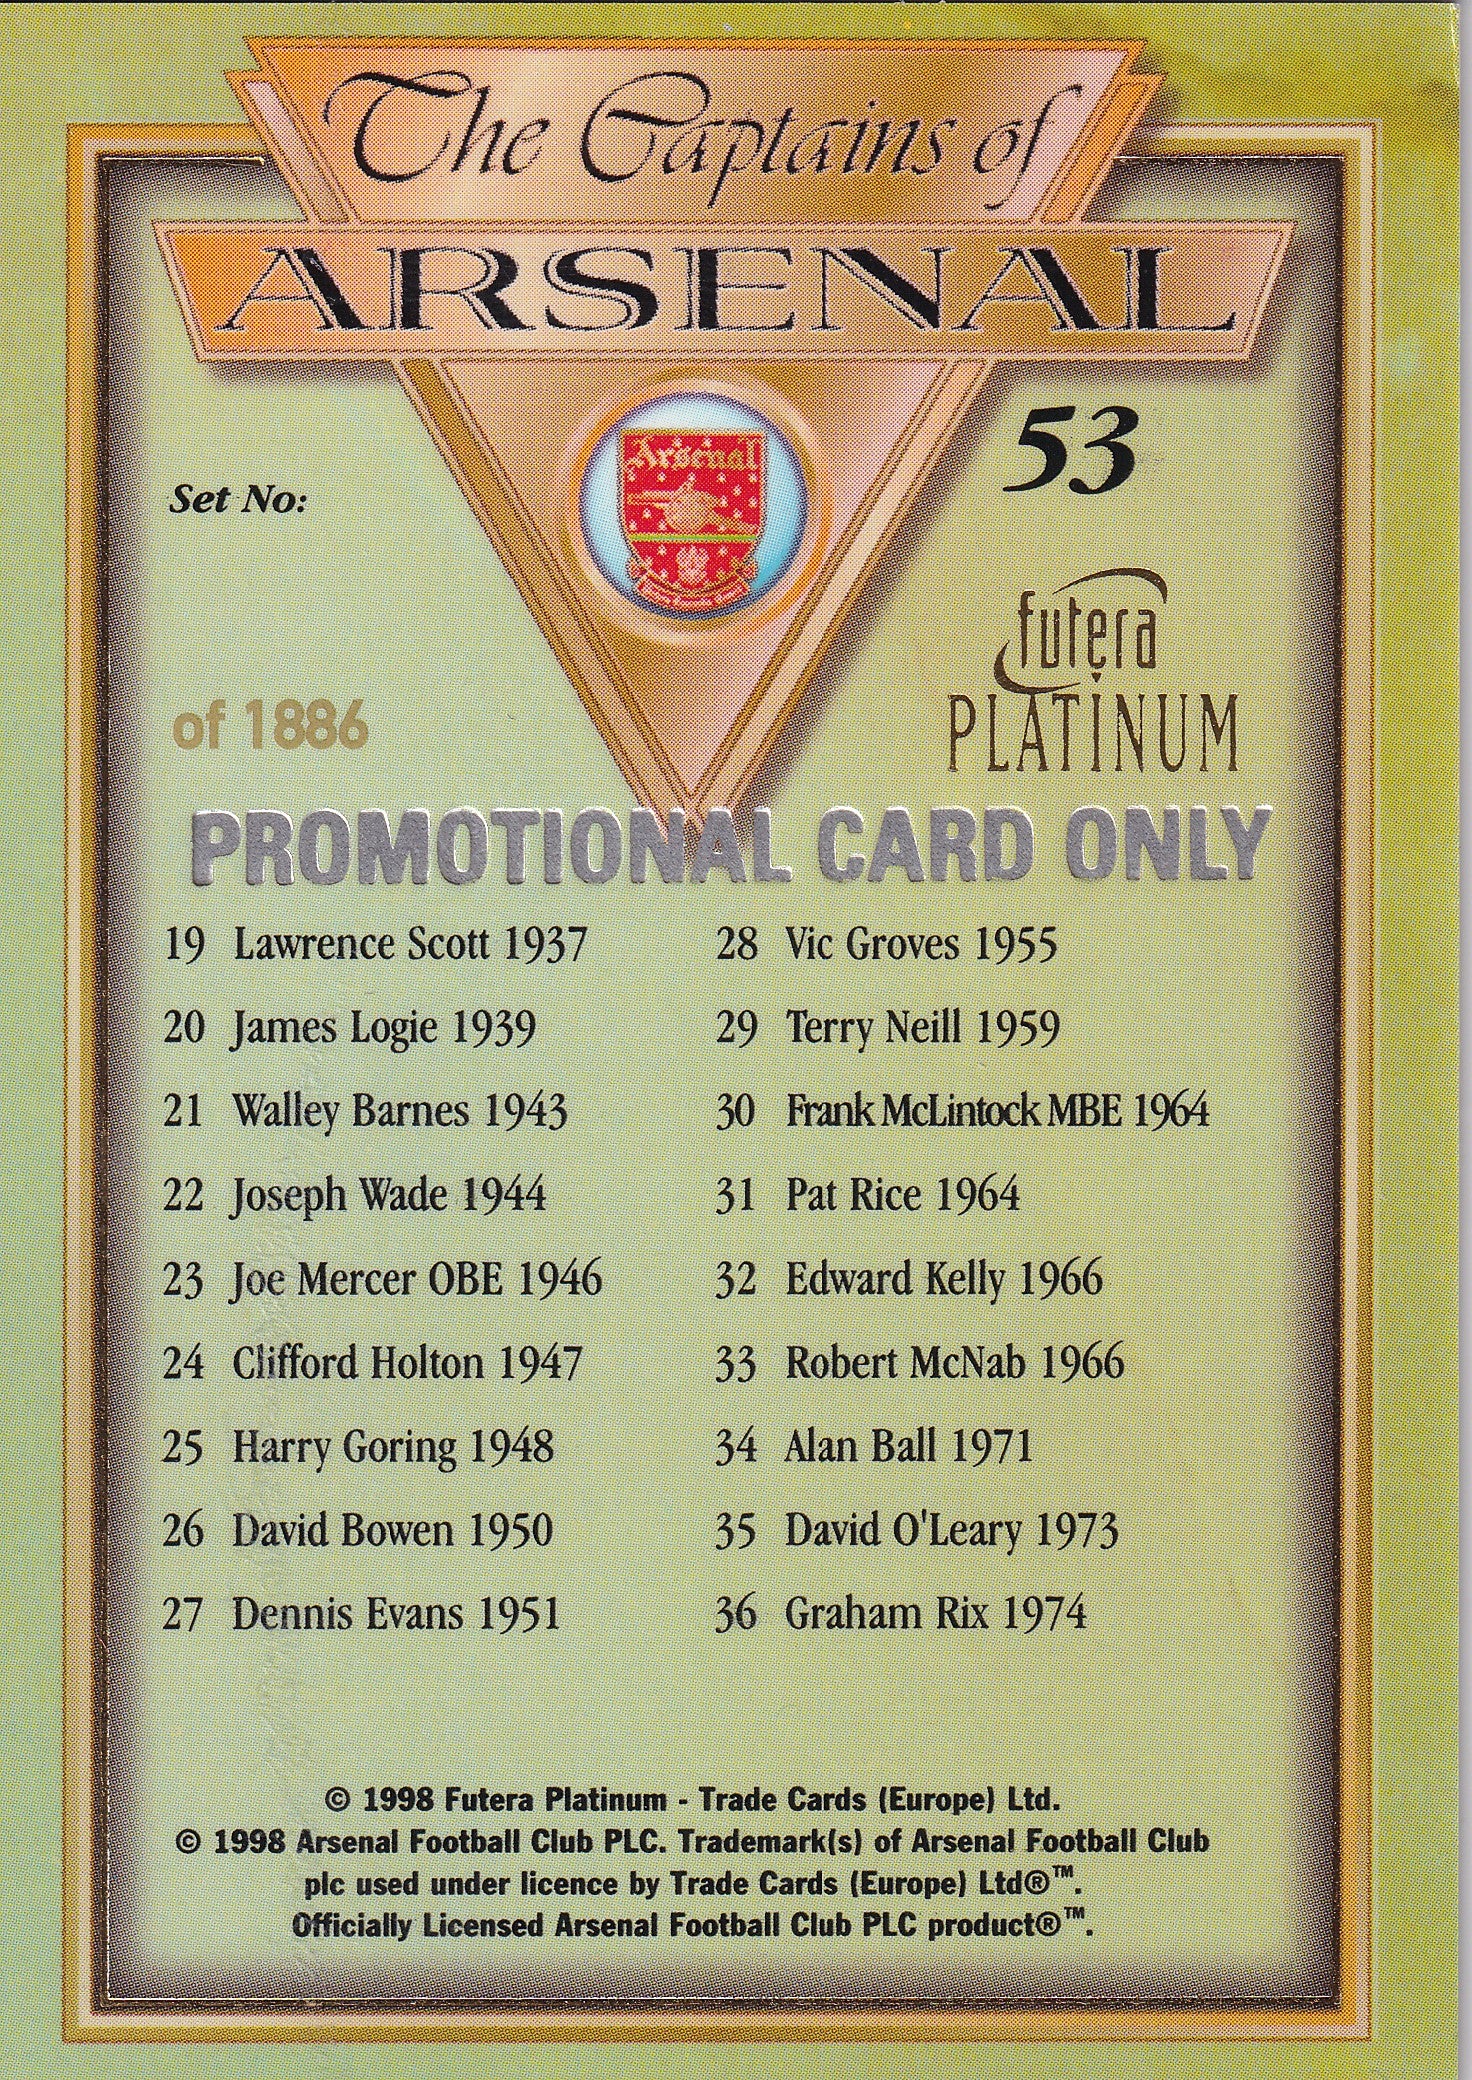 The Captains of
ARSENAL
53
Arsenal
Set No:
futera
PLATINUM
of 1886
PROMOTIONAL CARD ONLY
19 Lawrence Scott 1937
20 James Logie 1939
21 Walley Barnes 1943
22 Joseph Wade 1944
23 Joe Mercer OBE 1946
24 Clifford Holton 1947
25 Harry Goring 1948
26 David Bowen 1950
27 Dennis Evans 1951
28 Vic Groves 1955
29 Terry Neill 1959
30 Frank McLintock MBE 1964
31 Pat Rice 1964
32 Edward Kelly 1966
33 Robert McNab 1966
34 Alan Ball 1971
35 David O'Leary 1973
36 Graham Rix 1974
© 1998 Futera Platinum - Trade Cards (Europe) Ltd.
© 1998 Arsenal Football Club PLC. Trademark(s) of Arsenal Football Club
plc used under licence by Trade Cards (Europe) Ltd®™.
Officially Licensed Arsenal Football Club PLC product®™.